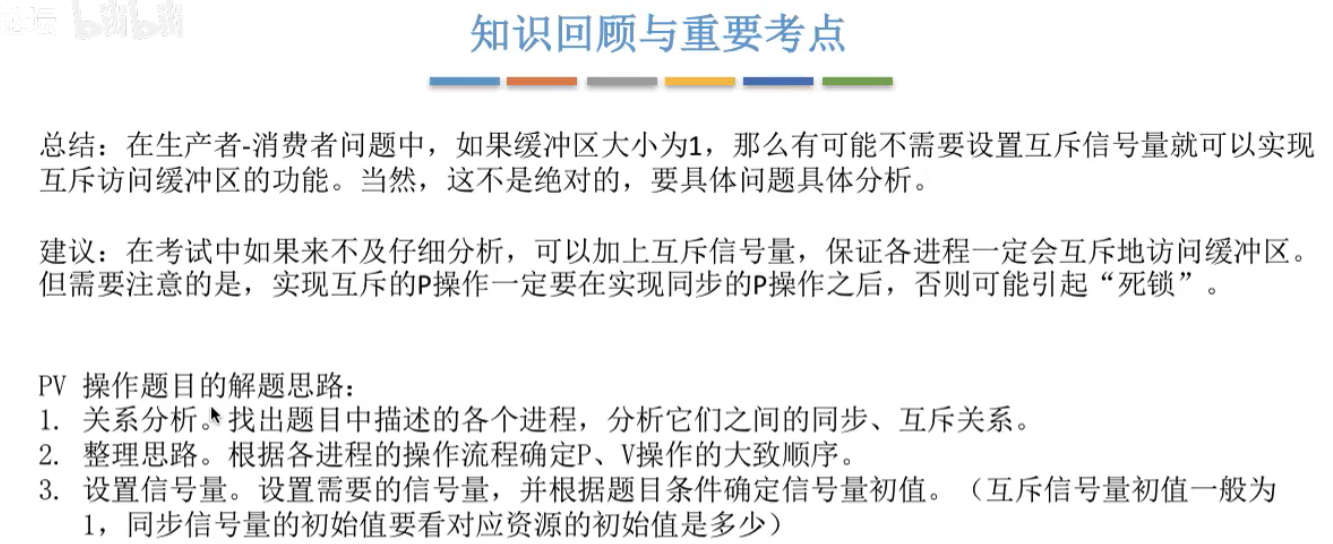 论坛 bilibili
知识回顾与重要考点
总结：在生产者-消费者问题中，如果缓冲区大小为1，那么有可能不需要设置互斥信号量就可以实现
互斥访问缓冲区的功能。当然，这不是绝对的，要具体问题具体分析。
建议：在考试中如果来不及仔细分析，可以加上互斥信号量，保证各进程一定会互斥地访问缓冲区。
但需要注意的是，实现互斥的P操作一定要在实现同步的P操作之后，否则可能引起“死锁”。
PV 操作题目的解题思路：
1. 关系分析。找出题目中描述的各个进程，分析它们之间的同步、互斥关系。
2. 整理思路。根据各进程的操作流程确定P、V操作的大致顺序。
3. 设置信号量。设置需要的信号量，并根据题目条件确定信号量初值。（互斥信号量初值一般为
1，同步信号量的初始值要看对应资源的初始值是多少）